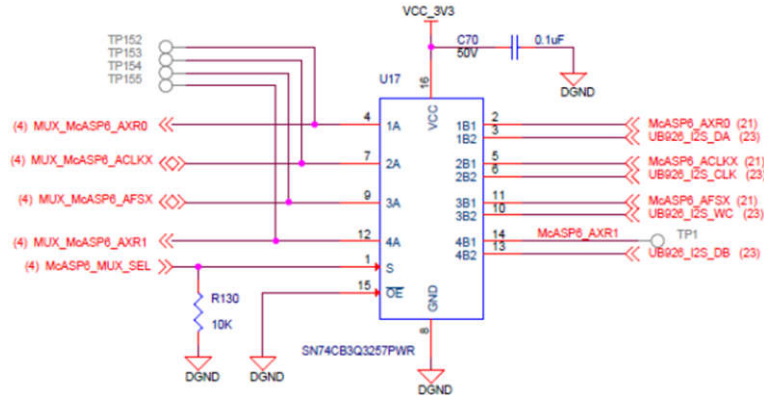 VCC_3V3
TP152
TP153
TP154
TP155
C70
50V
0.1uF
DGND
U17
16
VCC
(4) MUX_McASP6_AXR0
4
1A
1B1
2
McASP6_AXR0 (21)
1B2
3
UB926_I2S_DA (23)
(4) MUX_McASP6_ACLKX
7
2A
2B1
5
McASP6_ACLKX (21)
2B2
6
UB926_I2S_CLK (23)
(4) MUX_McASP6_AFSX
9
3A
3B1
11
McASP6_AFSX (21)
3B2
10
UB926_I2S_WC (23)
(4) MUX_McASP6_AXR1
12
4A
4B1
14
McASP6_AXR1
TP1
4B2
13
UB926_I2S_DB (23)
(4) McASP6_MUX_SEL
1
S
15
OE
GND
8
R130
10K
SN74CB3Q3257PWR
DGND
DGND
DGND